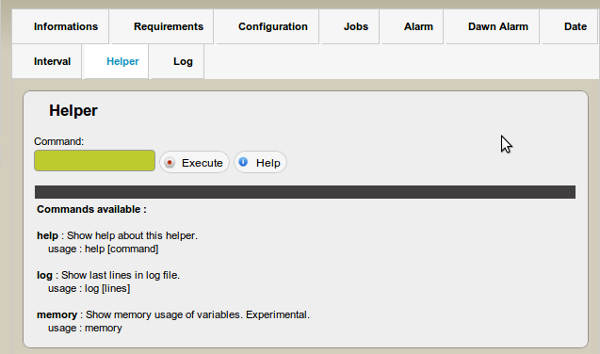 Informations Requirements Configuration Jobs Alarm Dawn Alarm Date
Interval Helper Log
Helper
Command:
Execute Help
Commands available :
help : Show help about this helper.
usage : help [command]
log : Show last lines in log file.
usage : log [lines]
memory : Show memory usage of variables. Experimental.
usage : memory